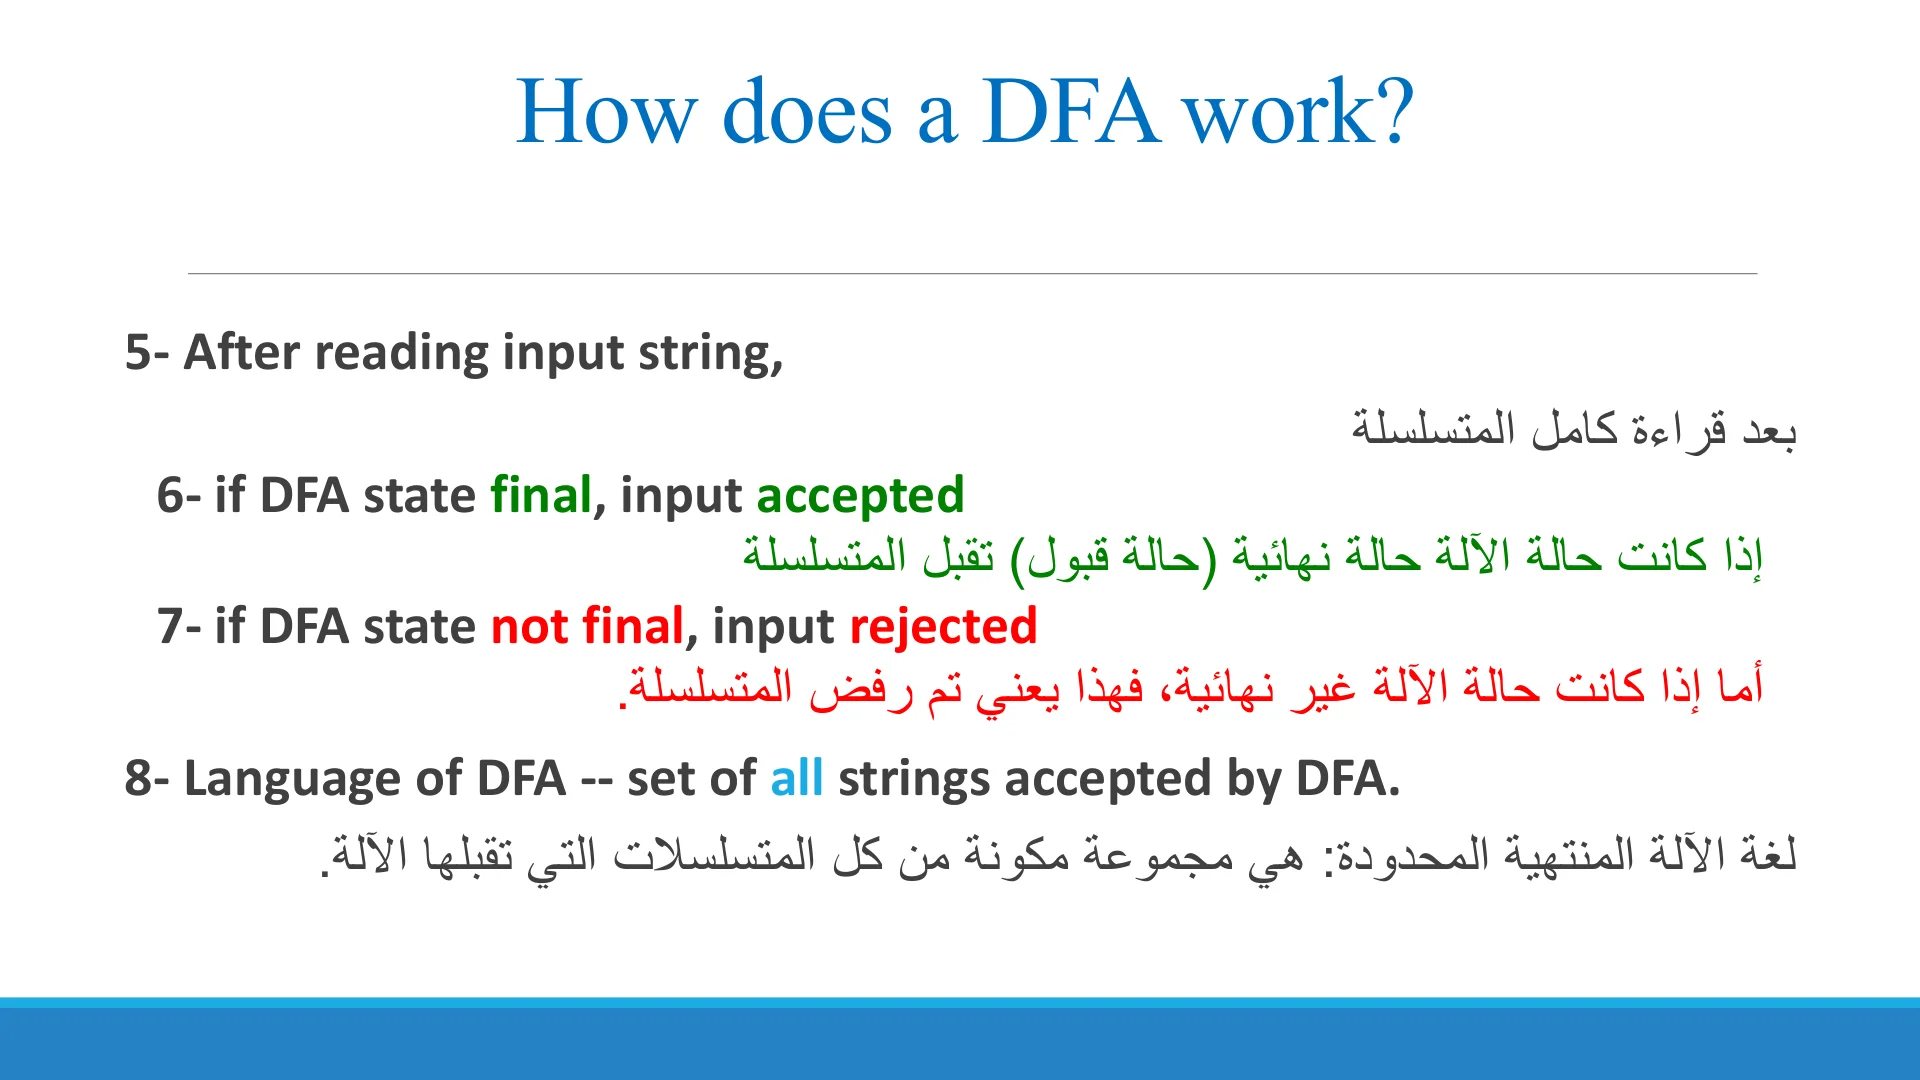 How does a DFA work?
5- After reading input string,
بعد قراءة كامل المتسلسلة
6- if DFA state final, input accepted
إذا كانت حالة الآلة حالة نهائية (حالة قبول) تقبل المتسلسلة
7- if DFA state not final, input rejected
أما إذا كانت حالة الآلة غير نهائية، فهذا يعني تم رفض المتسلسلة.
8- Language of DFA -- set of all strings accepted by DFA.
لغة الآلة المنتهية المحدودة: هي مجموعة مكونة من كل المتسلسلات التي تقبلها الآلة.